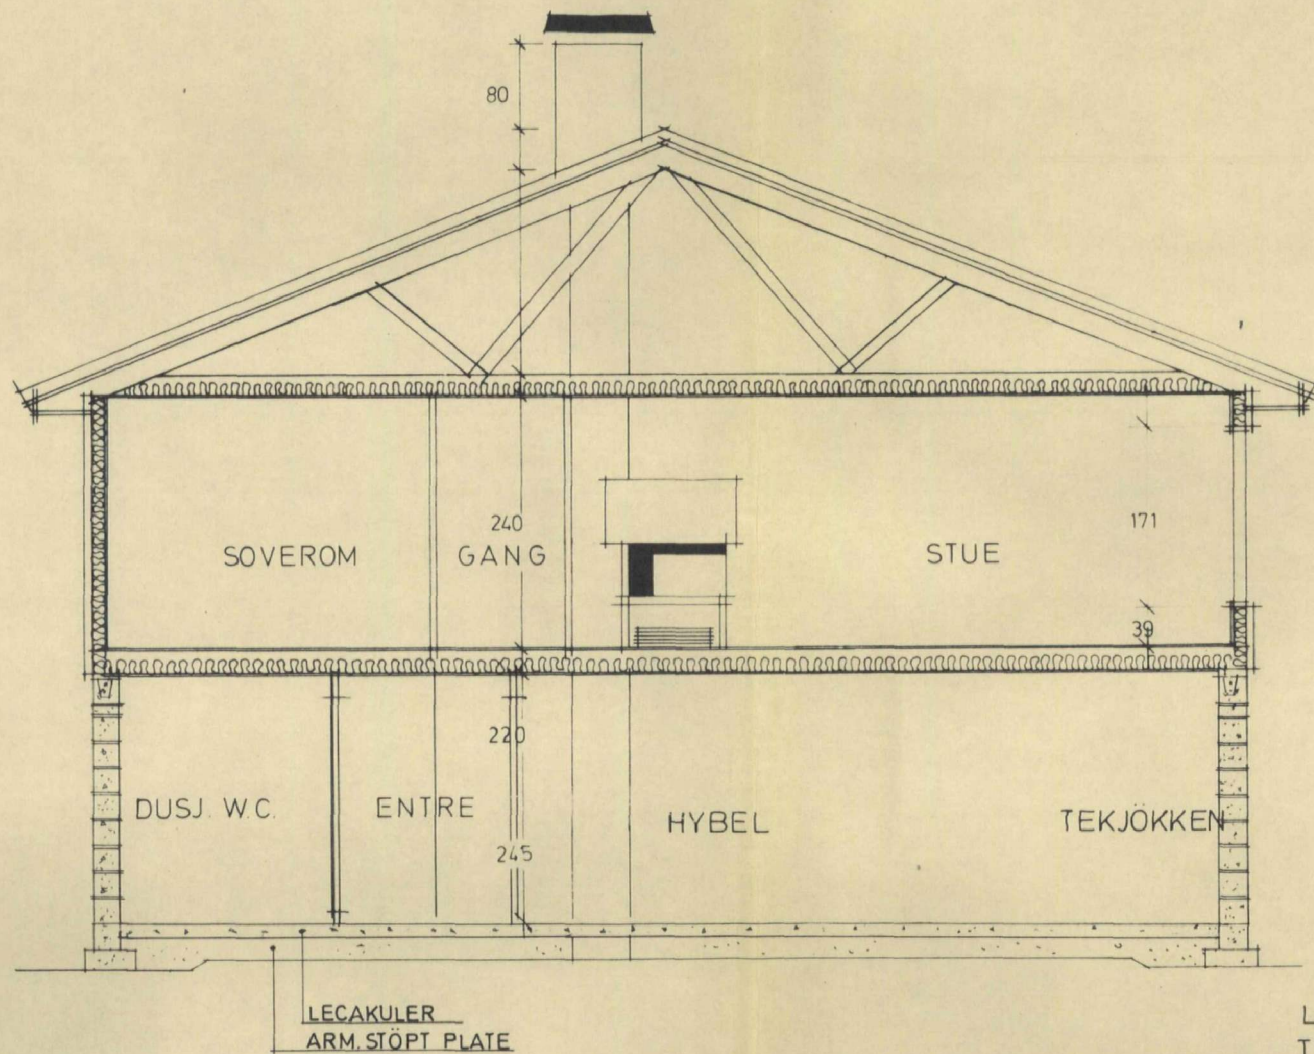 80
240
171
SOVEROM
GANG
STUE
39
220
DUSJ. W.C.
ENTRE
HYBEL
TEKJÖKKEN
245
LECAKULER
ARM. STÖPT PLATE
L
T